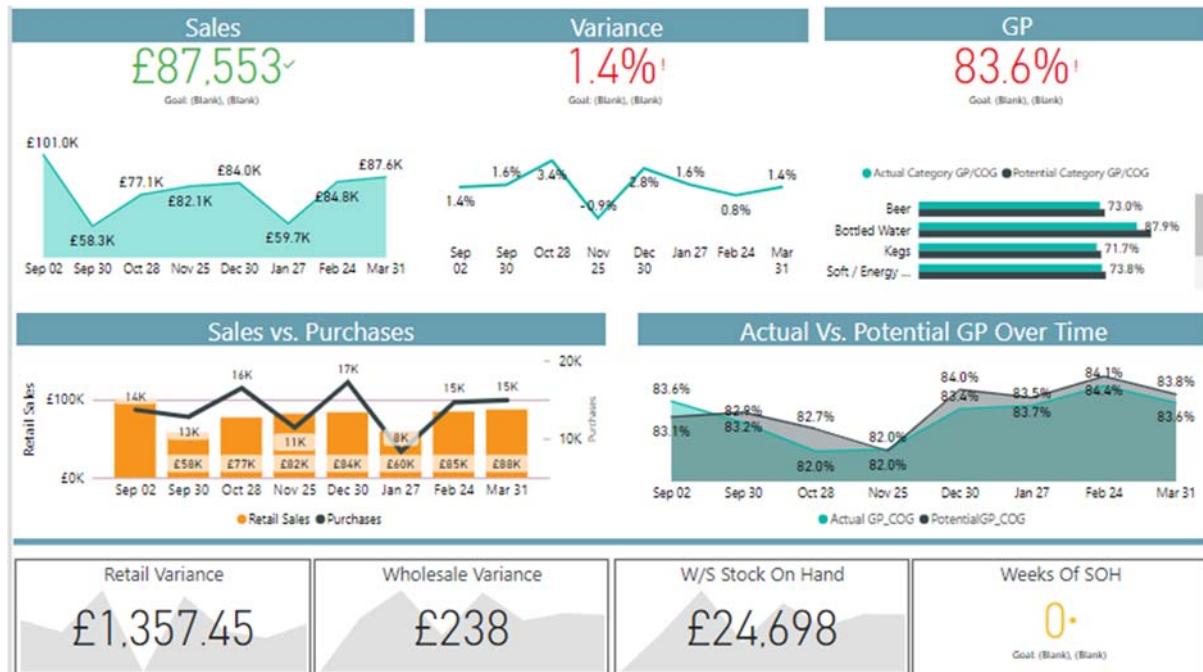 Sales
£87,553
Goal: (Blank), (Blank)
£101.0K
£58.3K
£77.1K
£82.1K
£84.0K
£59.7K
£84.8K
£87.6K
Sep 02 Sep 30 Oct 28 Nov 25 Dec 30 Jan 27 Feb 24 Mar 31
Variance
1.4%!
Goal: (Blank), (Blank)
1.4%
1.6%
3.4%
-0.9%
2.8%
1.6%
0.8%
1.4%
Sep 02
Sep 30
Oct 28
Nov 25
Dec 30
Jan 27
Feb 24
Mar 31
GP
83.6%!
Goal: (Blank), (Blank)
Actual Category GP/COG Potential Category GP/COG
Beer 73.0%
Bottled Water 87.9%
Kegs 71.7%
Soft / Energy ... 73.8%
Sales vs. Purchases
Retail Sales
£100K
£0K
20K
10K
Purchases
14K
13K
16K
11K
17K
8K
15K
15K
£58K £77K £82K £84K £60K £85K £88K
Sep 02 Sep 30 Oct 28 Nov 25 Dec 30 Jan 27 Feb 24 Mar 31
Retail Sales Purchases
Actual Vs. Potential GP Over Time
83.6%
83.1%
82.9%
83.2%
82.7%
82.0%
82.0%
82.0%
84.0%
83.4%
83.5%
83.7%
84.1%
84.4%
83.8%
83.6%
Sep 02 Sep 30 Oct 28 Nov 25 Dec 30 Jan 27 Feb 24 Mar 31
Actual GP_COG PotentialGP_COG
Retail Variance
£1,357.45
Wholesale Variance
£238
W/S Stock On Hand
£24,698
Weeks Of SOH
0
Goal: (Blank), (Blank)